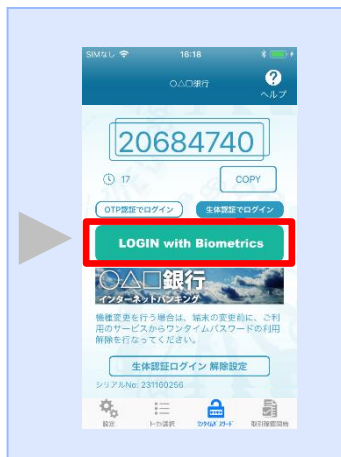 SIMなし 16:18
○△□銀行
ヘルプ
20684740
17 COPY
OTP認証でログイン 生体認証でログイン
LOGIN with Biometrics
○△□銀行
インターネットバンキング
機種変更を行う場合は、端末の変更前に、ご利
用のサービスからワンタイムパスワードの利用
解除を行なってください。
生体認証ログイン 解除設定
シリアルNo: 231160256
設定 トークン選択 ワンタイムパスワード 取引確認開始